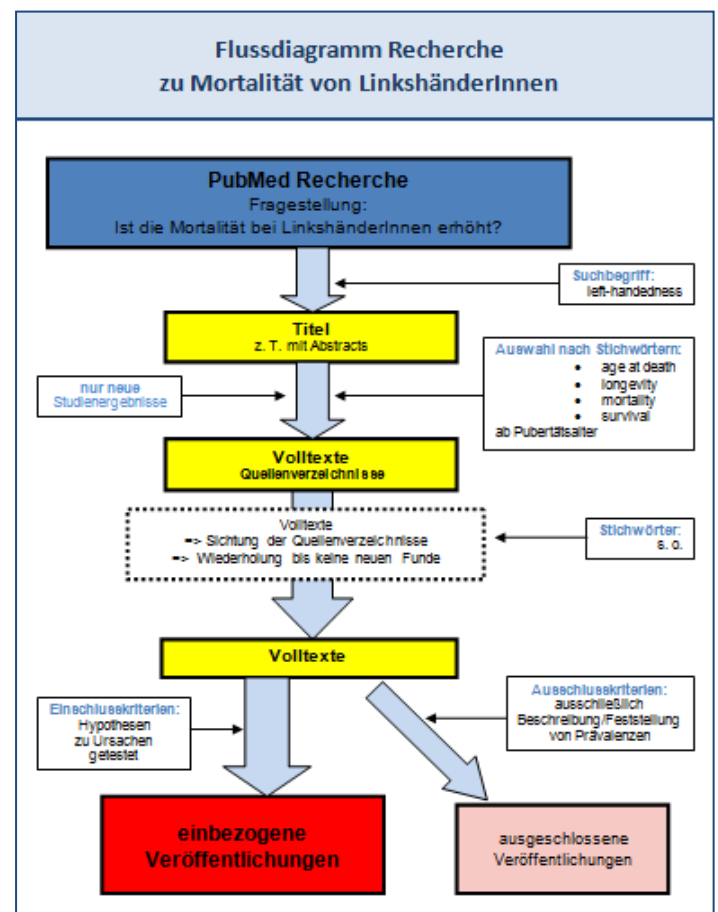 Flussdiagramm Recherche
zu Mortalität von LinkshänderInnen
PubMed Recherche
Fragestellung:
Ist die Mortalität bei LinkshänderInnen erhöht?
Suchbegriff:
left-handedness
Titel
z. T. mit Abstracts
Auswahl nach Stichwörtern:
• age at death
• longevity
• mortality
• survival
ab Pubertätsalter
nur neue
Studienergebnisse
Volltexte
Quellenverzeichnisse
Volltexte
=> Sichtung der Quellenverzeichnisse
=> Wiederholung bis keine neuen Funde
Stichwörter:
s. o.
Volltexte
Einschlusskriterien:
Hypothesen
zu Ursachen
getestet
Ausschlusskriterien:
ausschließlich
Beschreibung/Feststellung
von Prävalenzen
einbezogene
Veröffentlichungen
ausgeschlossene
Veröffentlichungen